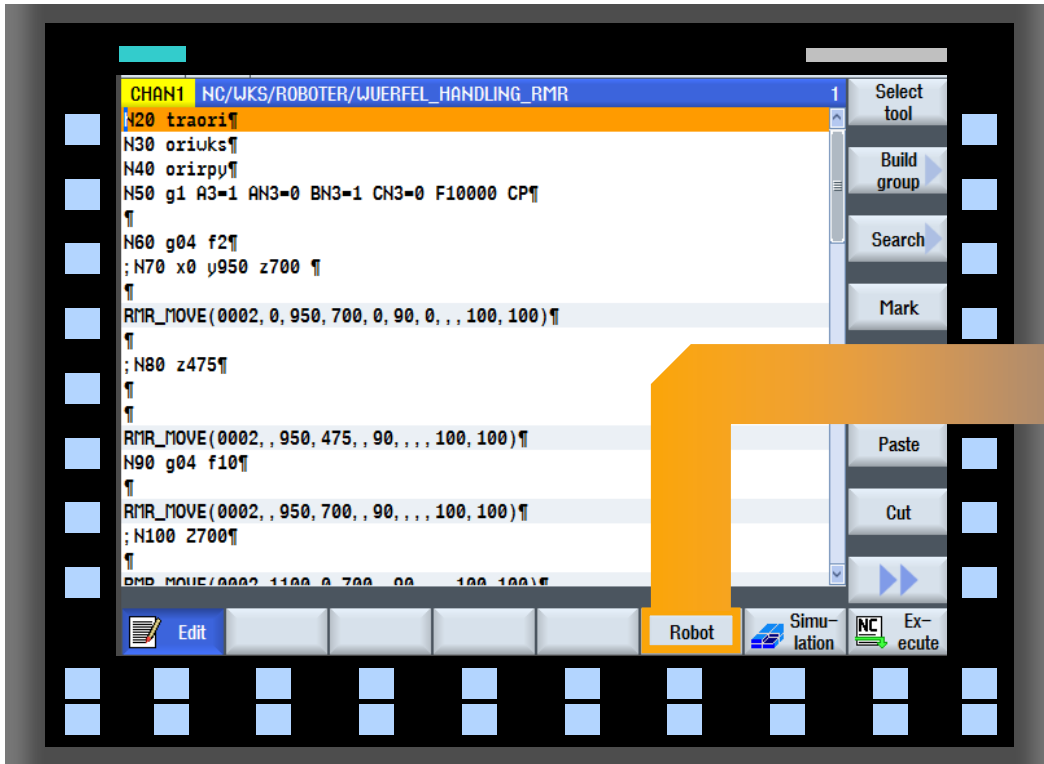 CHAN1 NC/WKS/ROBOTER/WUERFEL_HANDLING_RMR 1
N20 traori¶
N30 oriwks¶
N40 orirpy¶
N50 g1 A3=1 AN3=0 BN3=1 CN3=0 F10000 CP¶
¶
N60 g04 f2¶
;N70 x0 y950 z700 ¶
¶
RMR_MOVE(0002,0,950,700,0,90,0,,,100,100)¶
¶
;N80 z475¶
¶
¶
RMR_MOVE(0002,,950,475,,90,,,,100,100)¶
N90 g04 f10¶
¶
RMR_MOVE(0002,,950,700,,90,,,,100,100)¶
;N100 Z700¶
¶
Select
tool
Build
group
Search
Mark
Paste
Cut
Edit
Robot
Simu-
lation
NC
Ex-
ecute